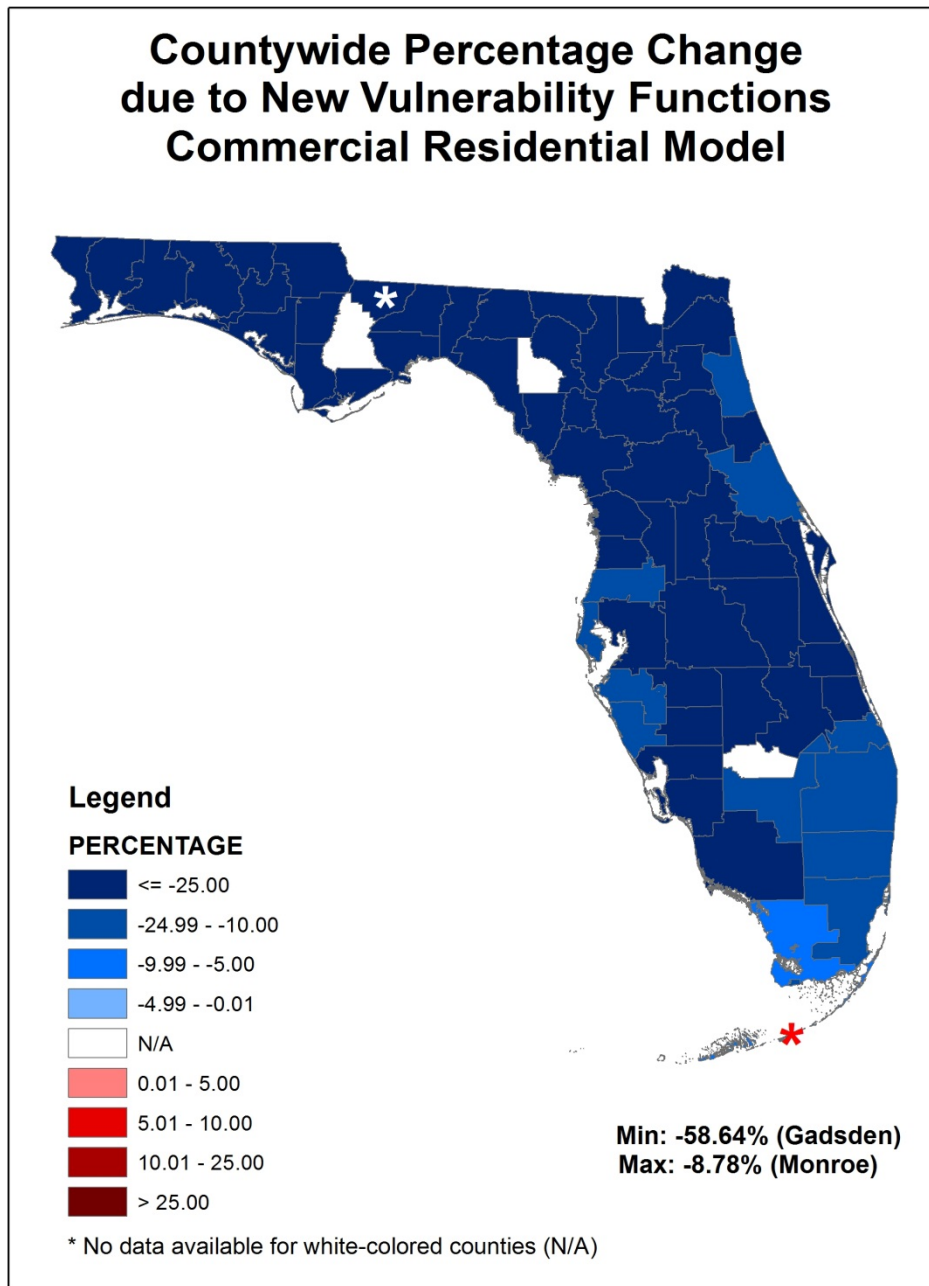 Countywide Percentage Change
due to New Vulnerability Functions
Commercial Residential Model
*
*
Legend
PERCENTAGE
<= -25.00
-24.99 - -10.00
-9.99 - -5.00
-4.99 - -0.01
N/A
0.01 - 5.00
5.01 - 10.00
10.01 - 25.00
> 25.00
Min: -58.64% (Gadsden)
Max: -8.78% (Monroe)
* No data available for white-colored counties (N/A)